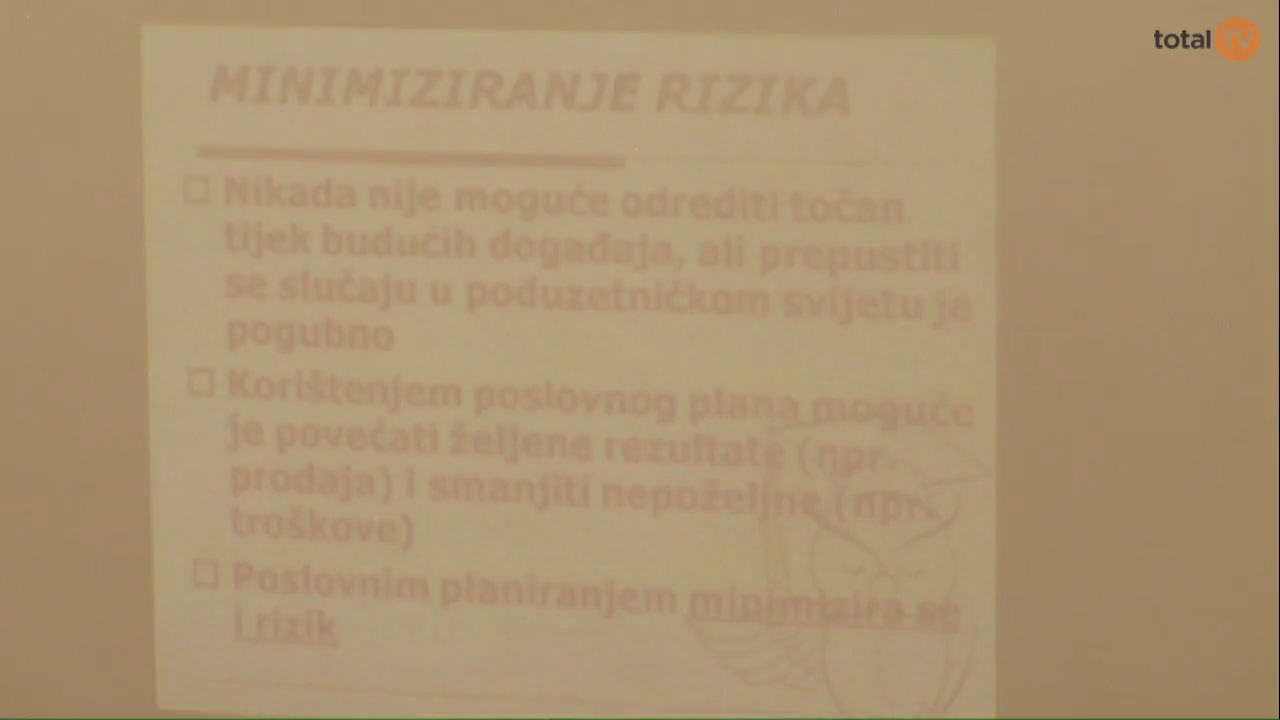 total TV
MINIMIZIRANJE RIZIKA
Nikada nije moguće odrediti točan
tijek budućih događaja, ali prepustiti
se slučaju u poduzetničkom svijetu je
pogubno
Korištenjem poslovnog plana moguće
je povećati željene rezultate (npr.
prodaja) i smanjiti nepoželjne (npr.
troškove)
Poslovnim planiranjem minimizira se
i rizik